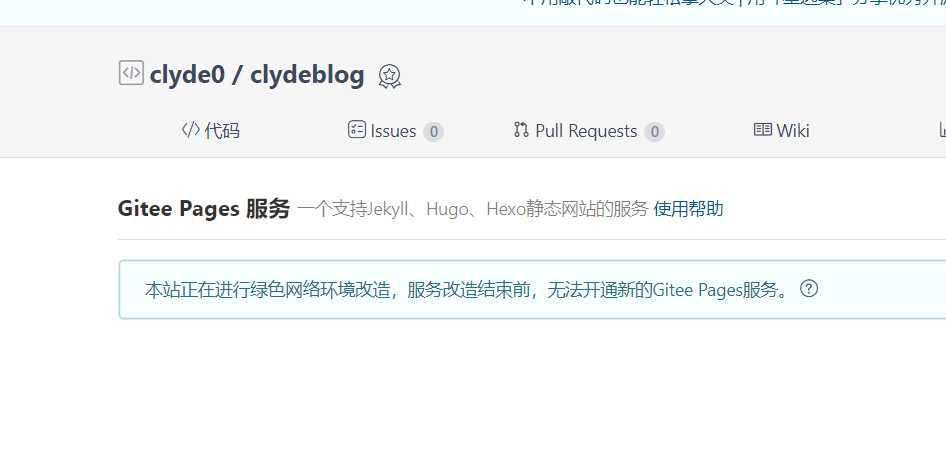 clyde0 / clydeblog
代码 Issues 0 Pull Requests 0 Wiki
Gitee Pages 服务 一个支持Jekyll、Hugo、Hexo静态网站的服务 使用帮助
本站正在进行绿色网络环境改造，服务改造结束前，无法开通新的Gitee Pages服务。